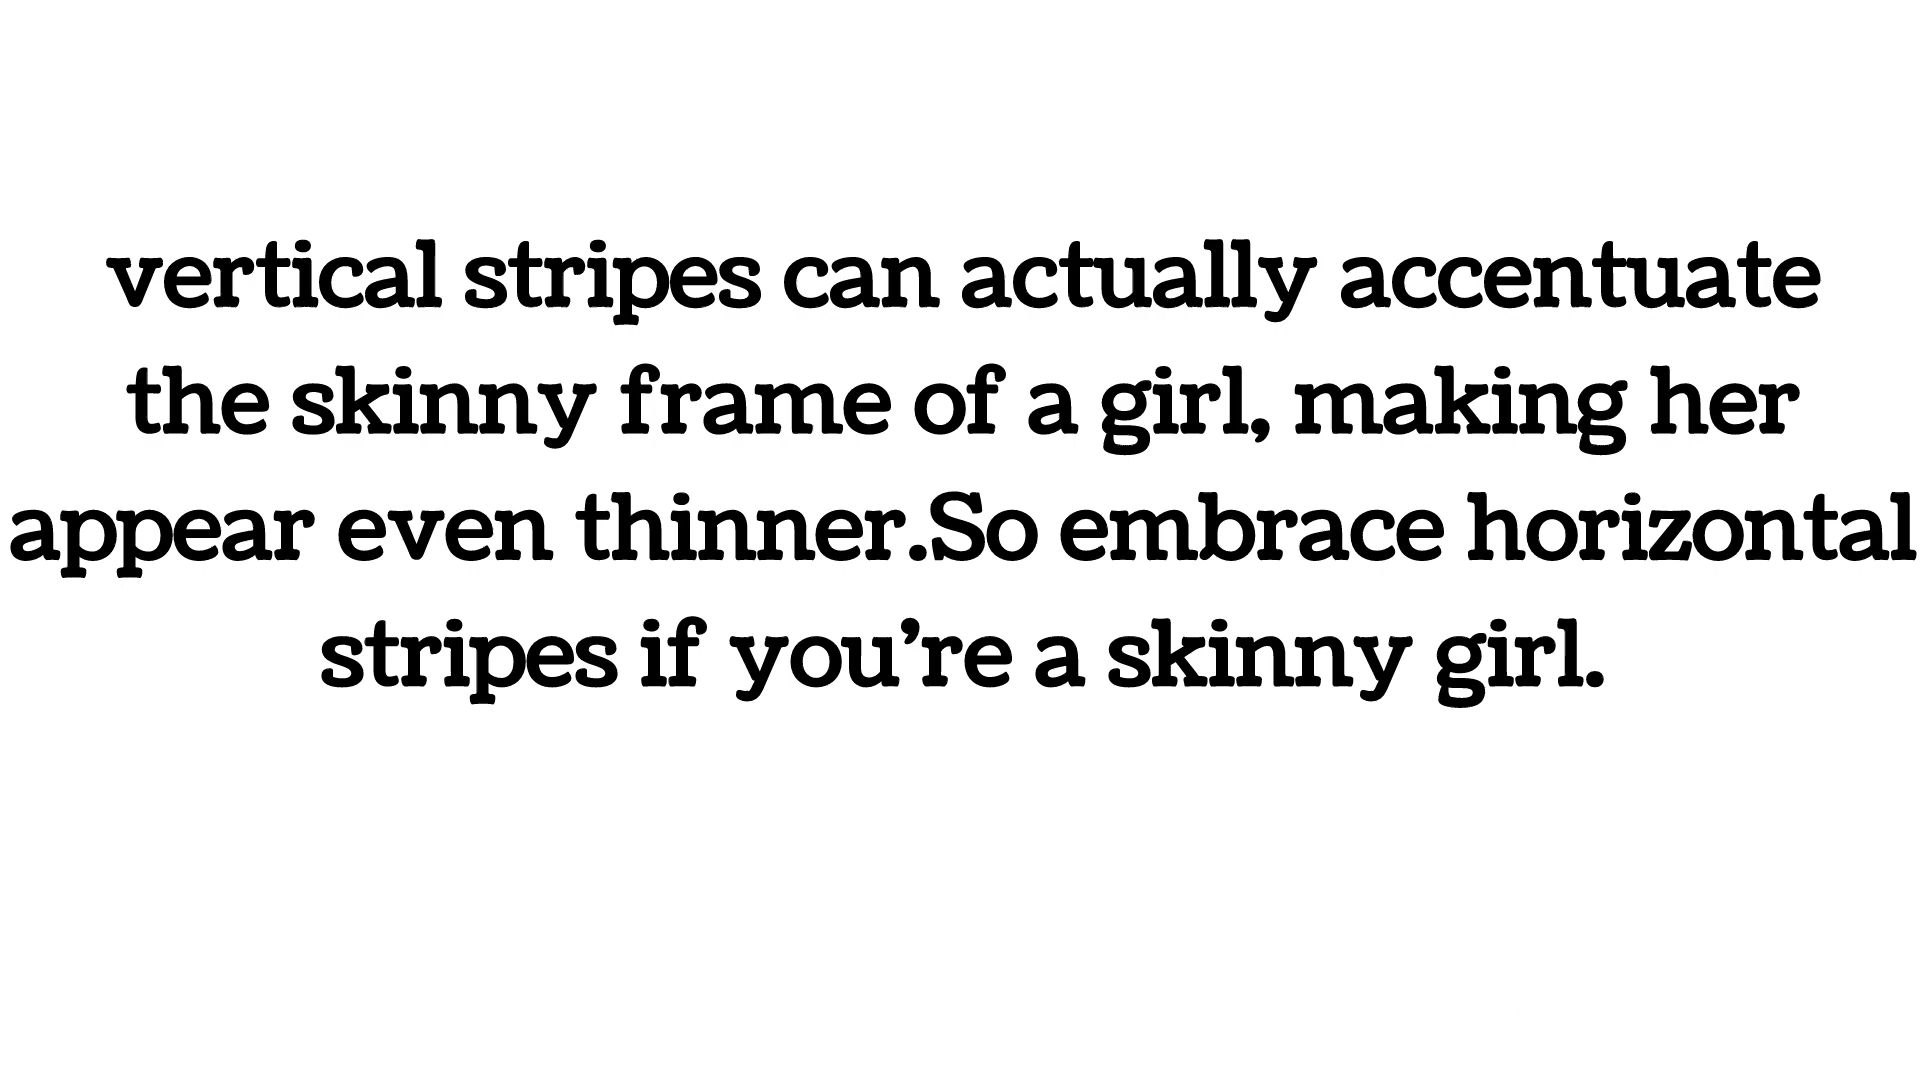 vertical stripes can actually accentuate
the skinny frame of a girl, making her
appear even thinner.So embrace horizontal
stripes if you’re a skinny girl.